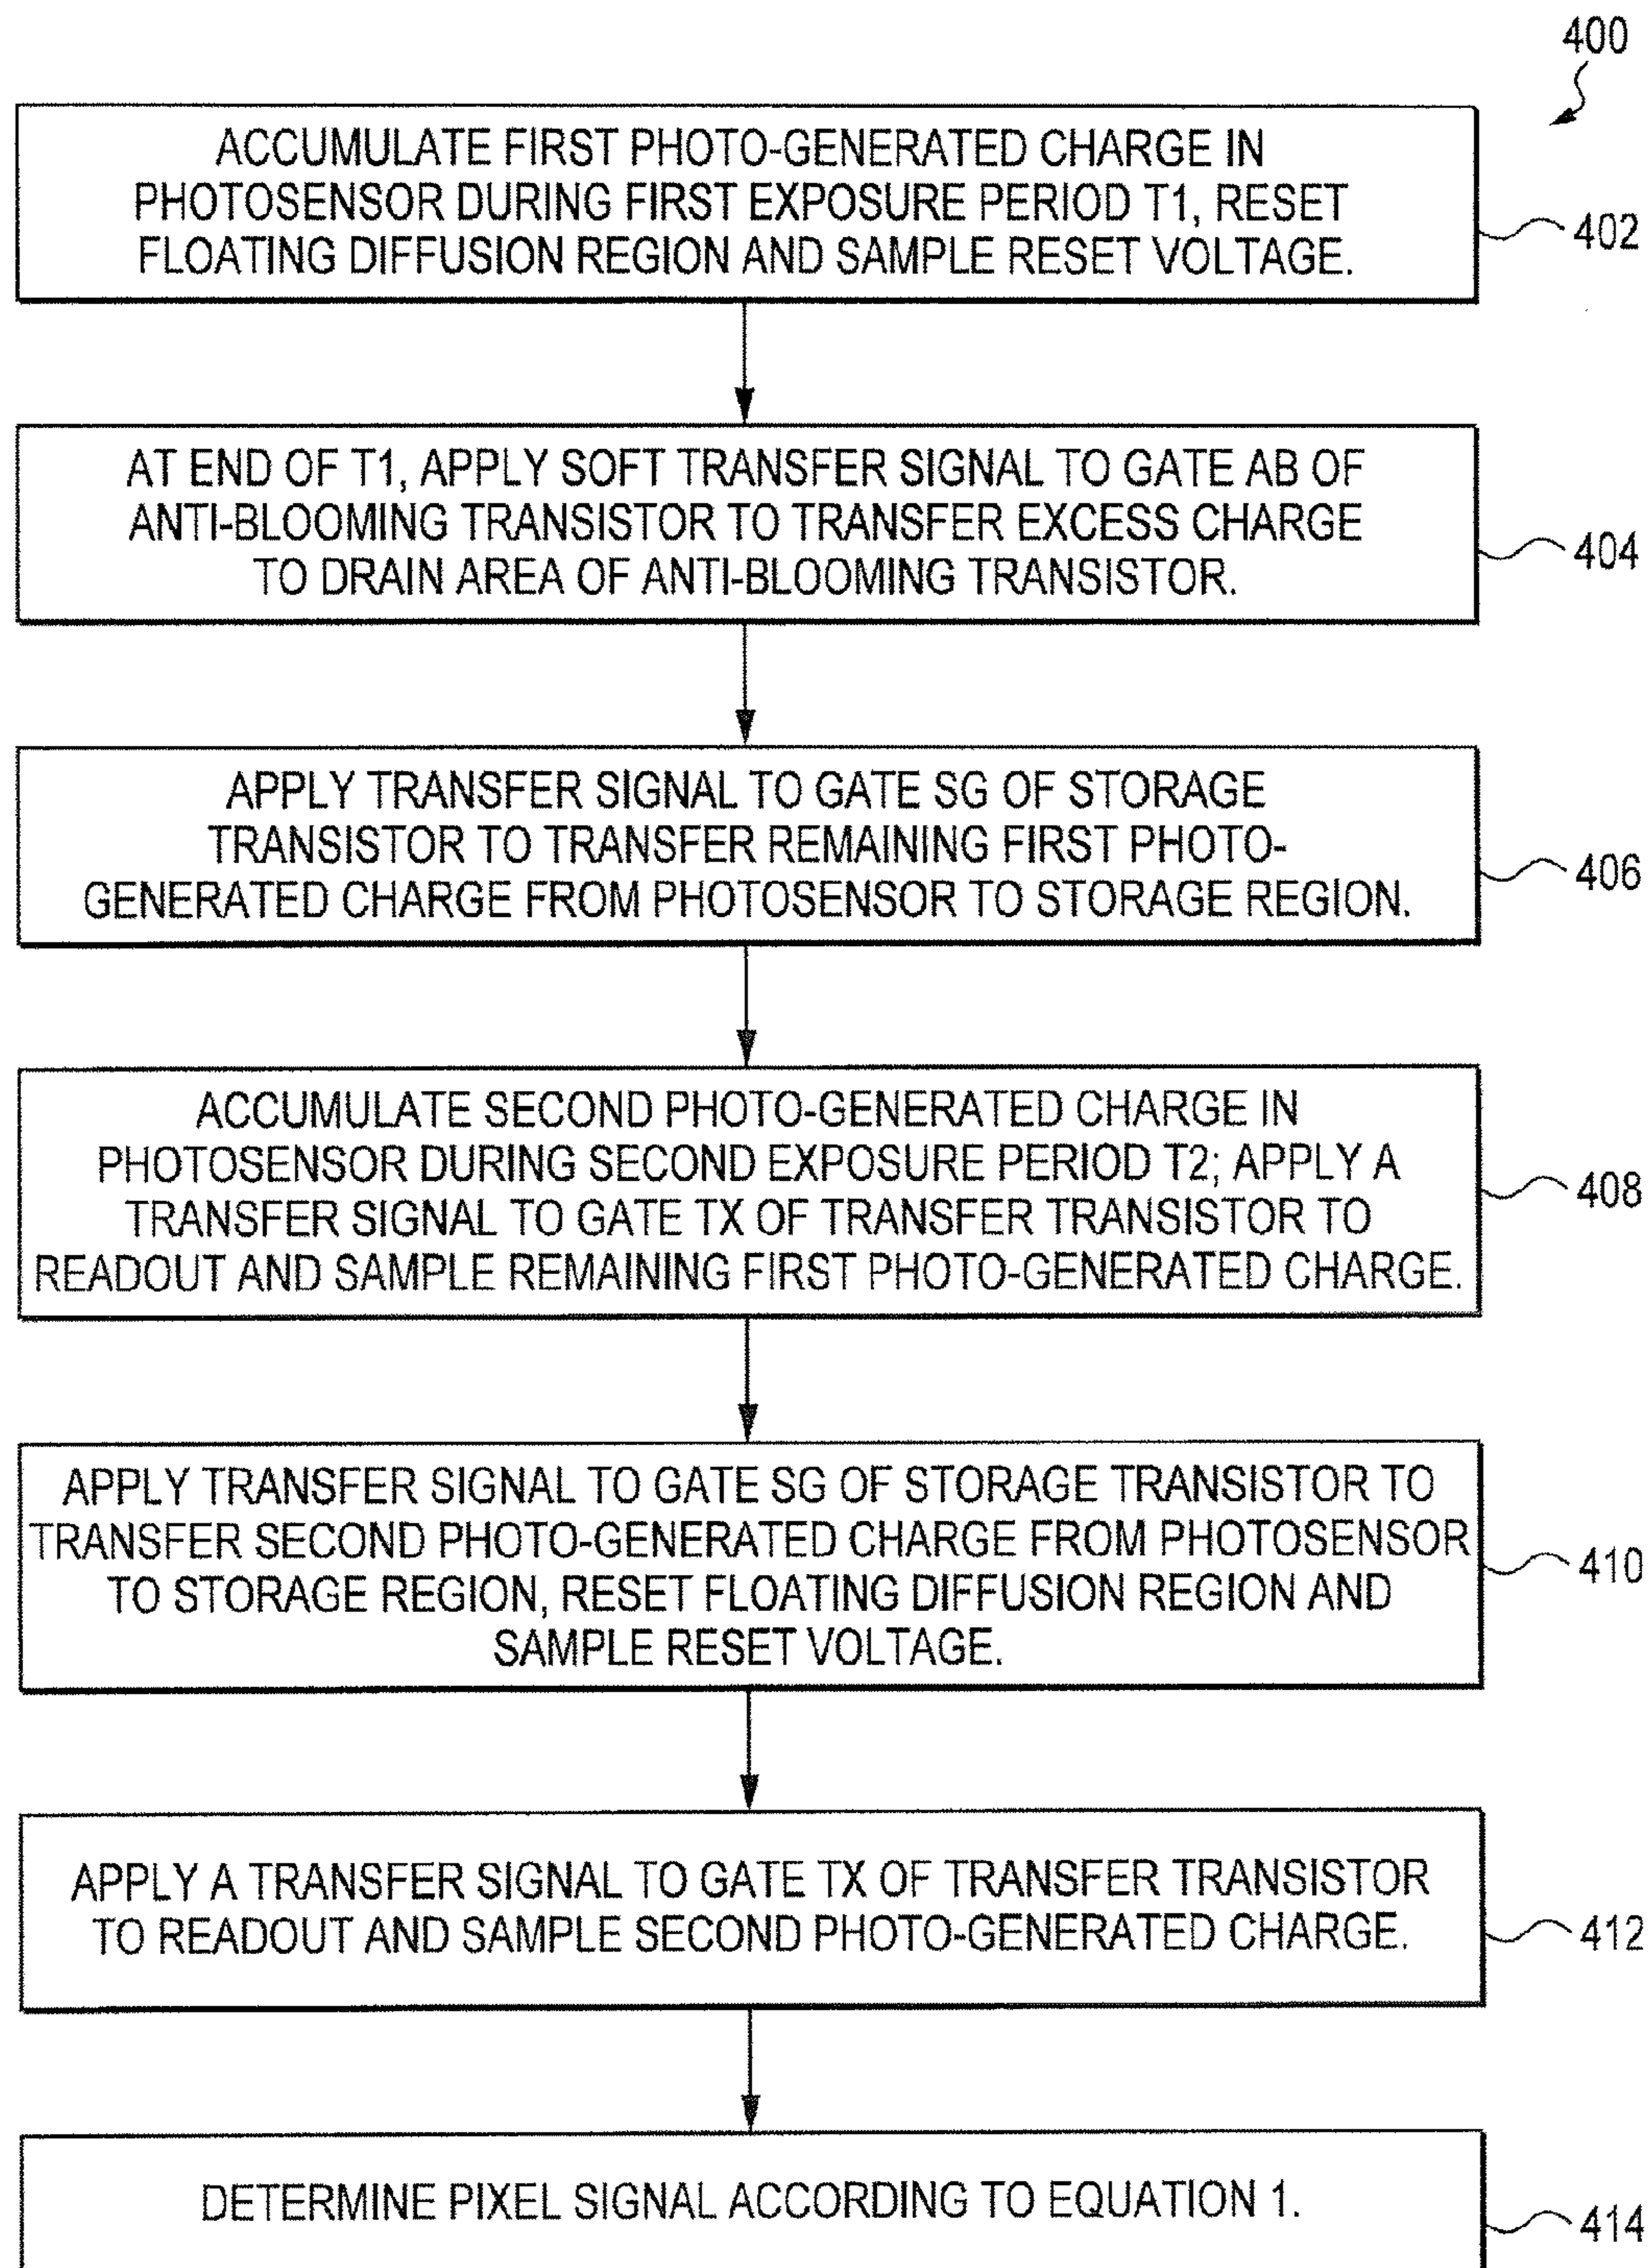 400
ACCUMULATE FIRST PHOTO-GENERATED CHARGE IN
PHOTOSENSOR DURING FIRST EXPOSURE PERIOD T1, RESET
FLOATING DIFFUSION REGION AND SAMPLE RESET VOLTAGE.
402
AT END OF T1, APPLY SOFT TRANSFER SIGNAL TO GATE AB OF
ANTI-BLOOMING TRANSISTOR TO TRANSFER EXCESS CHARGE
TO DRAIN AREA OF ANTI-BLOOMING TRANSISTOR.
404
APPLY TRANSFER SIGNAL TO GATE SG OF STORAGE
TRANSISTOR TO TRANSFER REMAINING FIRST PHOTO-
GENERATED CHARGE FROM PHOTOSENSOR TO STORAGE REGION.
406
ACCUMULATE SECOND PHOTO-GENERATED CHARGE IN
PHOTOSENSOR DURING SECOND EXPOSURE PERIOD T2; APPLY A
TRANSFER SIGNAL TO GATE TX OF TRANSFER TRANSISTOR TO
READOUT AND SAMPLE REMAINING FIRST PHOTO-GENERATED CHARGE.
408
APPLY TRANSFER SIGNAL TO GATE SG OF STORAGE TRANSISTOR TO
TRANSFER SECOND PHOTO-GENERATED CHARGE FROM PHOTOSENSOR
TO STORAGE REGION, RESET FLOATING DIFFUSION REGION AND
SAMPLE RESET VOLTAGE.
410
APPLY A TRANSFER SIGNAL TO GATE TX OF TRANSFER TRANSISTOR
TO READOUT AND SAMPLE SECOND PHOTO-GENERATED CHARGE.
412
DETERMINE PIXEL SIGNAL ACCORDING TO EQUATION 1.
414